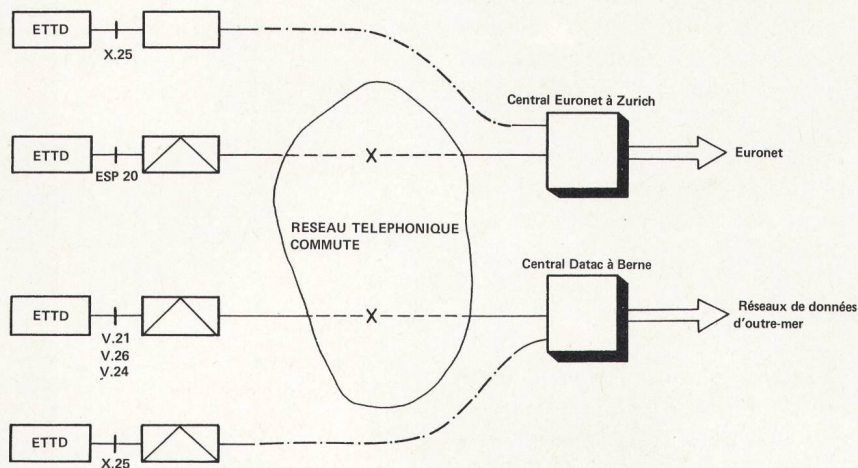 ETTD
X.25
Central Euronet à Zurich
ETTD
ESP 20
Euronet
RESEAU TELEPHONIQUE
COMMUTE
Central Datac à Berne
ETTD
V.21
V.26
V.24
Réseaux de données
d'outre-mer
ETTD
X.25